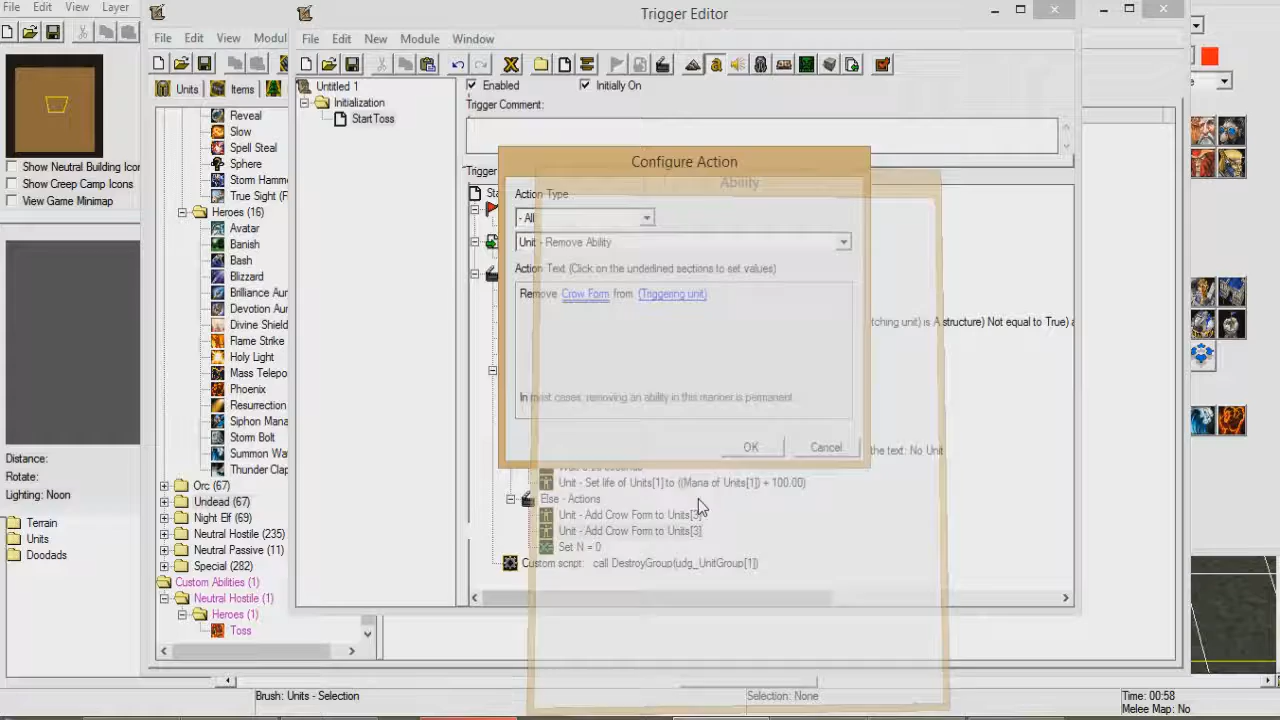 File Edit View Layer
Show Neutral Building Icon
Show Creep Camp Icons
View Game Minimap
Distance:
Rotate:
Lighting: Noon
Terrain
Units
Doodads
File Edit View Modul
Units Items
Reveal
Slow
Spell Steal
Sphere
Storm Hamme
True Sight (F
Heroes (16)
Avatar
Banish
Bash
Blizzard
Brilliance Aur
Devotion Aur
Divine Shield
Flame Strike
Holy Light
Mass Telepo
Phoenix
Resurrection
Siphon Mana
Storm Bolt
Summon Wat
Thunder Clap
Orc (67)
Undead (67)
Night Elf (69)
Neutral Hostile (235)
Neutral Passive (11)
Special (282)
Custom Abilities (1)
Neutral Hostile (1)
Heroes (1)
Toss
Trigger Editor
File Edit New Module Window
Untitled 1
Initialization
StartToss
Enabled
Initially On
Trigger Comment:
Trigger
Sta
Configure Action
Ability
Action Type
- All
Unit - Remove Ability
Action Text (Click on the underlined sections to set values)
Remove Crow Form from (Triggering unit)
In most cases, removing an ability in this manner is permanent.
OK Cancel
tching unit) is A structure) Not equal to True) a
the text: No Unit
Unit - Set life of Units[1] to ((Mana of Units[1]) + 100.00)
Else - Actions
Unit - Add Crow Form to Units[3]
Unit - Add Crow Form to Units[3]
Set N = 0
Custom script: call DestroyGroup(udg_UnitGroup[1])
Brush: Units - Selection
Selection: None
Time: 00:58
Melee Map: No